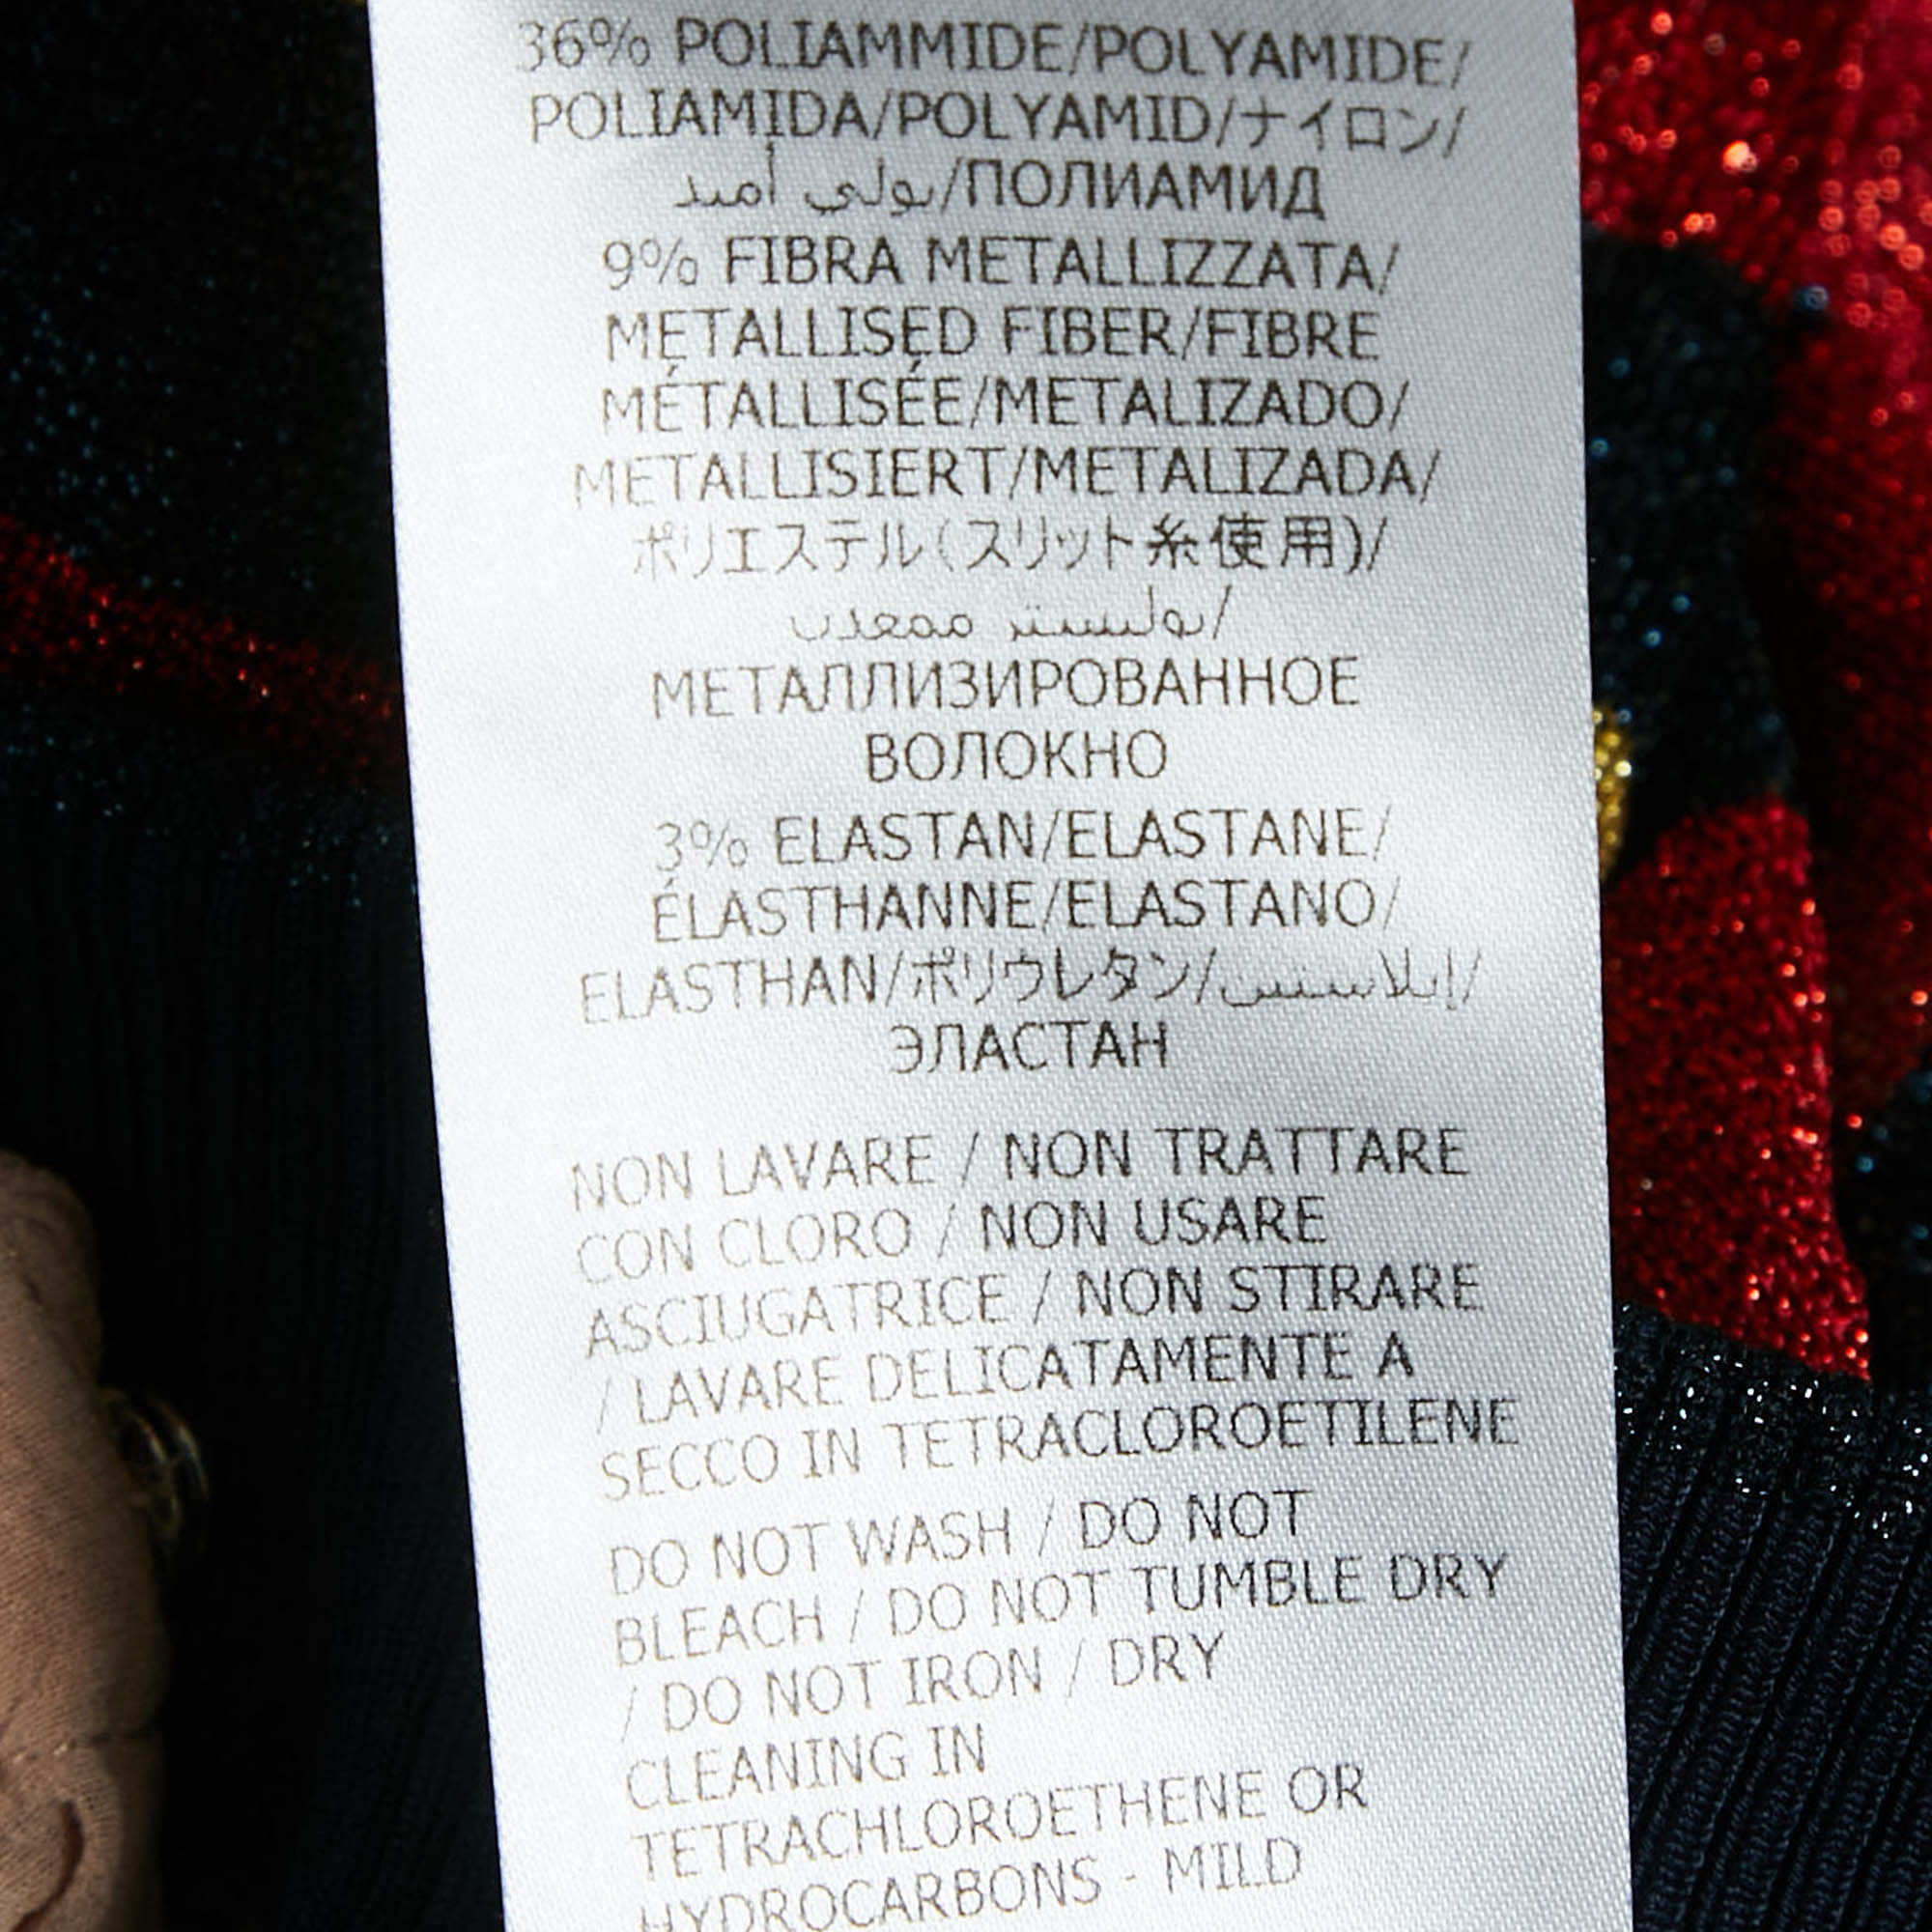 36% POLIAMMIDE/POLYAMIDE/
POLIAMIDA/POLYAMID/ナイロン/
بولي أميد/ПОЛИАМИД
9% FIBRA METALLIZZATA/
METALLISED FIBER/FIBRE
MÉTALLISÉE/METALIZADO/
METALLISIERT/METALIZADA/
ポリエステル(スリット糸使用)/
بوليستر ممعدن/
МЕТАЛЛИЗИРОВАННОЕ
ВОЛОКНО
3% ELASTAN/ELASTANE/
ÉLASTHANNE/ELASTANO/
ELASTHAN/ポリウレタン/إيلاستين/
ЭЛАСТАН
NON LAVARE / NON TRATTARE
CON CLORO / NON USARE
ASCIUGATRICE / NON STIRARE
/ LAVARE DELICATAMENTE A
SECCO IN TETRACLOROETILENE
DO NOT WASH / DO NOT
BLEACH / DO NOT TUMBLE DRY
/ DO NOT IRON / DRY
CLEANING IN
TETRACHLOROETHENE OR
HYDROCARBONS - MILD